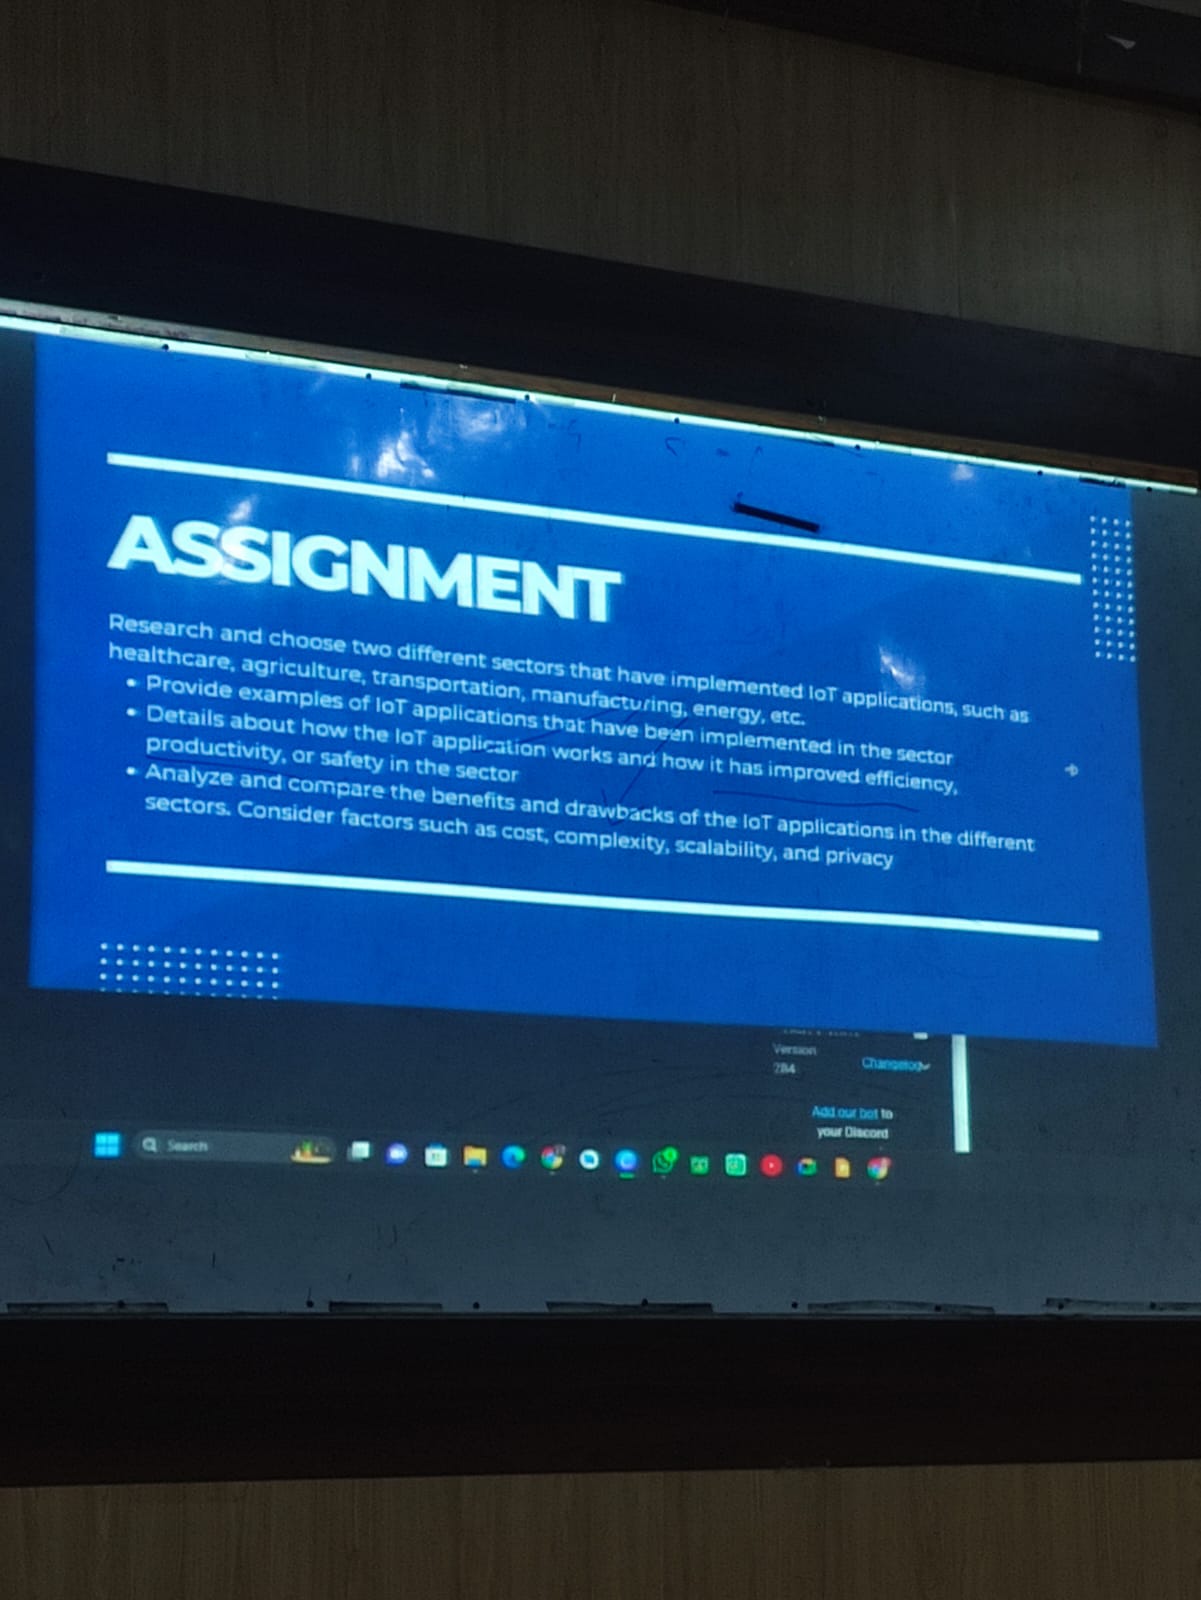 ASSIGNMENT
Research and choose two different sectors that have implemented IoT applications, such as
healthcare, agriculture, transportation, manufacturing, energy, etc.
• Provide examples of IoT applications that have been implemented in the sector
• Details about how the IoT application works and how it has improved efficiency,
productivity, or safety in the sector
• Analyze and compare the benefits and drawbacks of the IoT applications in the different
sectors. Consider factors such as cost, complexity, scalability, and privacy
Version
284
Changelog
Add our bot to
your Discord
Search